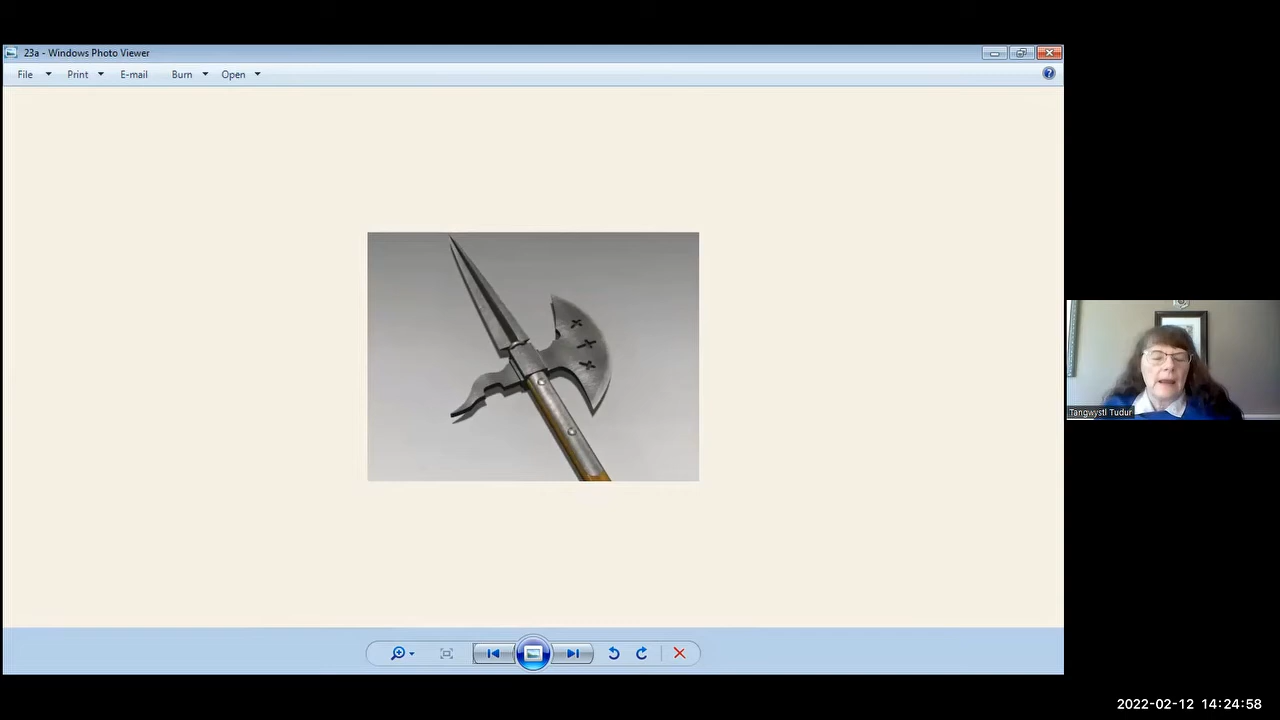 23a - Windows Photo Viewer
File Print E-mail Burn Open
Tangwystl Tudur
2022-02-12 14:24:58